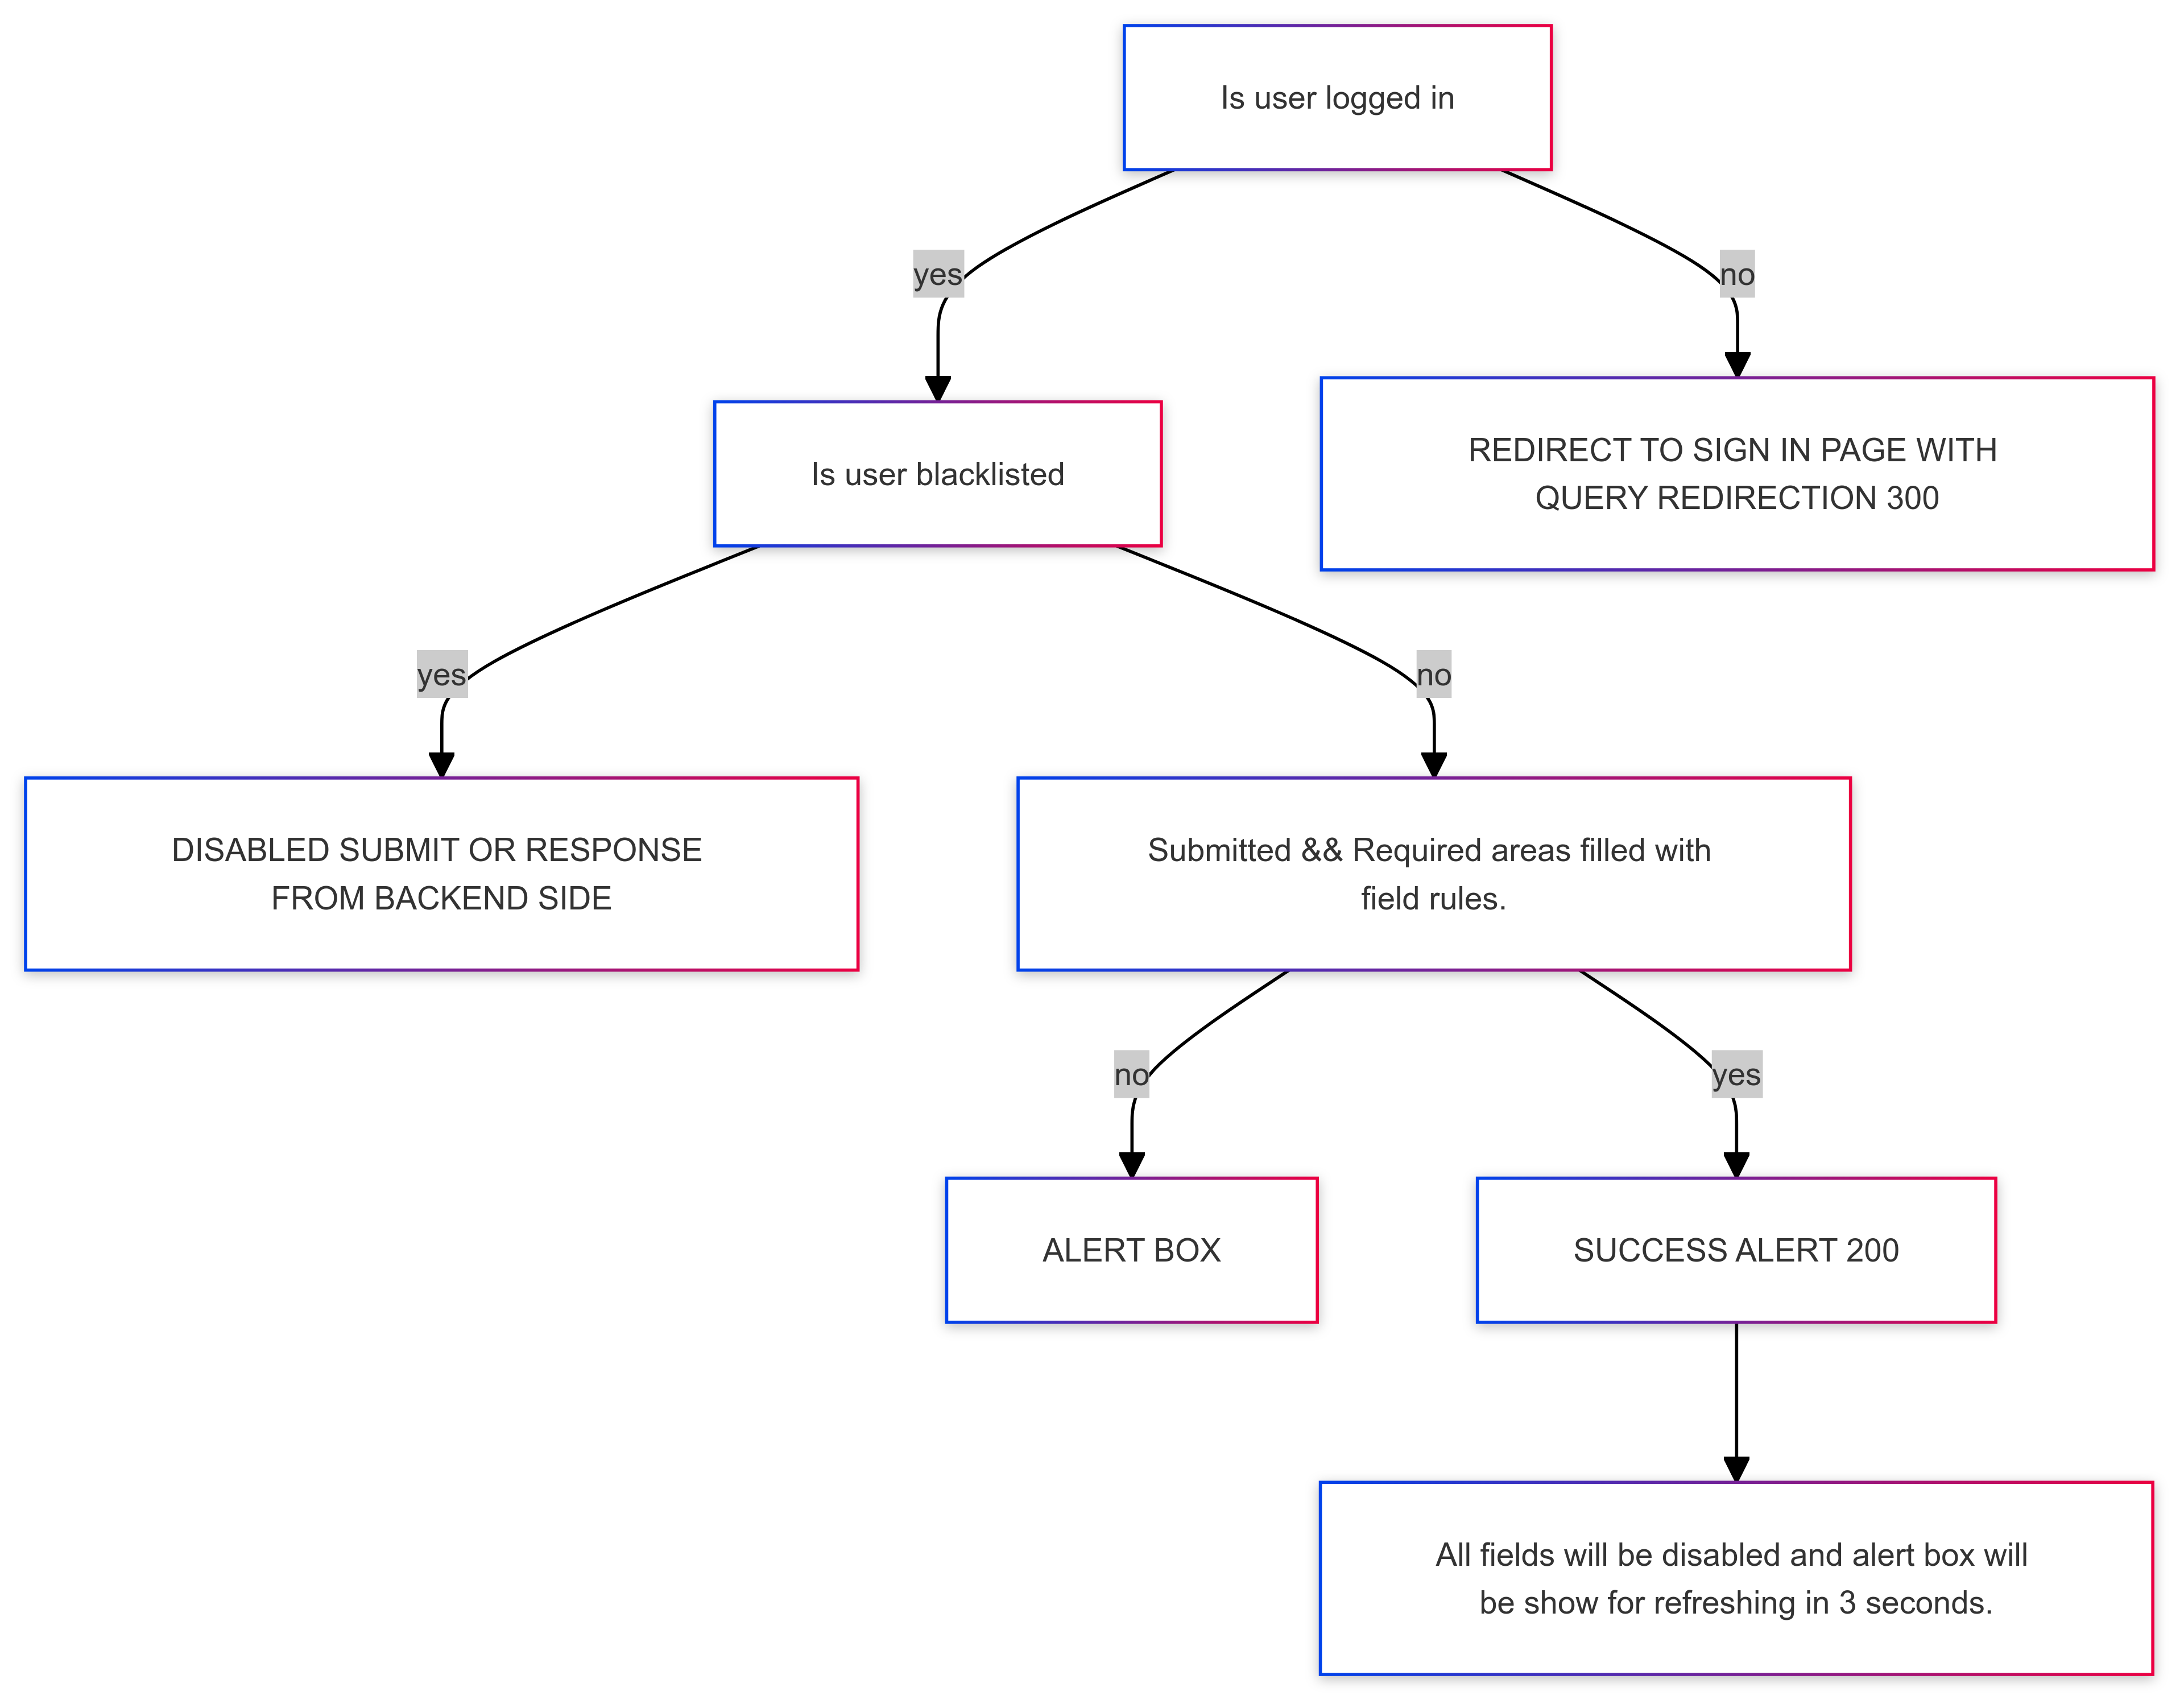 Is user logged in
yes
no
Is user blacklisted
REDIRECT TO SIGN IN PAGE WITH
QUERY REDIRECTION 300
yes
no
DISABLED SUBMIT OR RESPONSE
FROM BACKEND SIDE
Submitted && Required areas filled with
field rules.
no
yes
ALERT BOX
SUCCESS ALERT 200
All fields will be disabled and alert box will
be show for refreshing in 3 seconds.